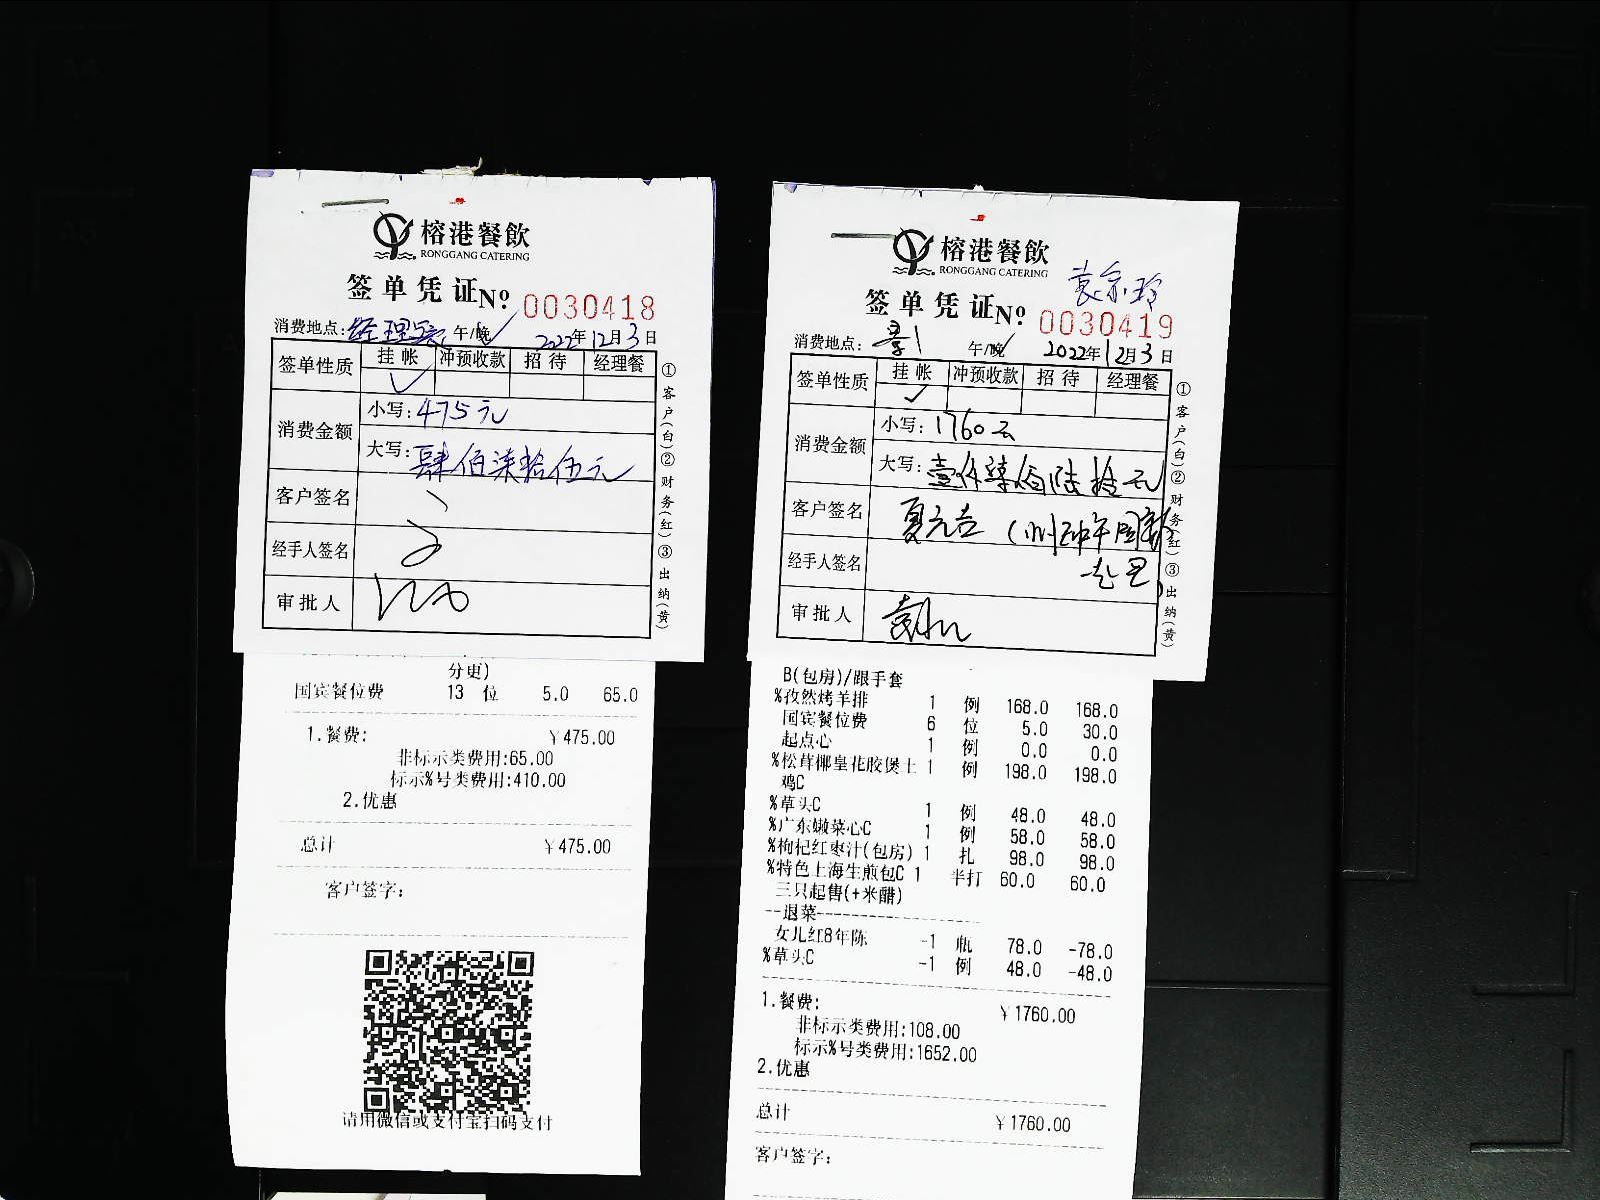 榕港餐飲
RONGGANG CATERING
签单凭证№ 0030418
消费地点: 经理 午/晚 2022年12月3日
签单性质 挂帐 冲预收款 招待 经理餐
消费金额 小写: 475元
大写: 肆佰柒拾伍元
客户签名
经手人签名
审批人
①客户(白)②财务(红)③出纳(黄)
分更)
国宾餐位费 13 位 5.0 65.0
1.餐费: ￥475.00
非标示类费用:65.00
标示%号类费用:410.00
2.优惠
总计 ￥475.00
客户签字:
请用微信或支付宝扫码支付
榕港餐飲
RONGGANG CATERING
袁宗玲
签单凭证№ 0030419
消费地点: 午/晚 2022年12月3日
签单性质 挂帐 冲预收款 招待 经理餐
消费金额 小写: 1760元
大写: 壹仟柒佰陆拾元
客户签名 夏元吉
经手人签名
审批人
①客户(白)②财务(红)③出纳(黄)
B(包房)/跟手套
%孜然烤羊排 1 例 168.0 168.0
国宾餐位费 6 位 5.0 30.0
起点心 1 例 0.0 0.0
%松茸椰皇花胶煲土 1 例 198.0 198.0
鸡C
%草头C 1 例 48.0 48.0
%广东嫩菜心C 1 例 58.0 58.0
%枸杞红枣汁(包房) 1 扎 98.0 98.0
%特色上海生煎包C 1 半打 60.0 60.0
三只起售(+米醋)
--退菜--
女儿红8年陈 -1 瓶 78.0 -78.0
%草头C -1 例 48.0 -48.0
1.餐费: ￥1760.00
非标示类费用:108.00
标示%号类费用:1652.00
2.优惠
总计 ￥1760.00
客户签字: